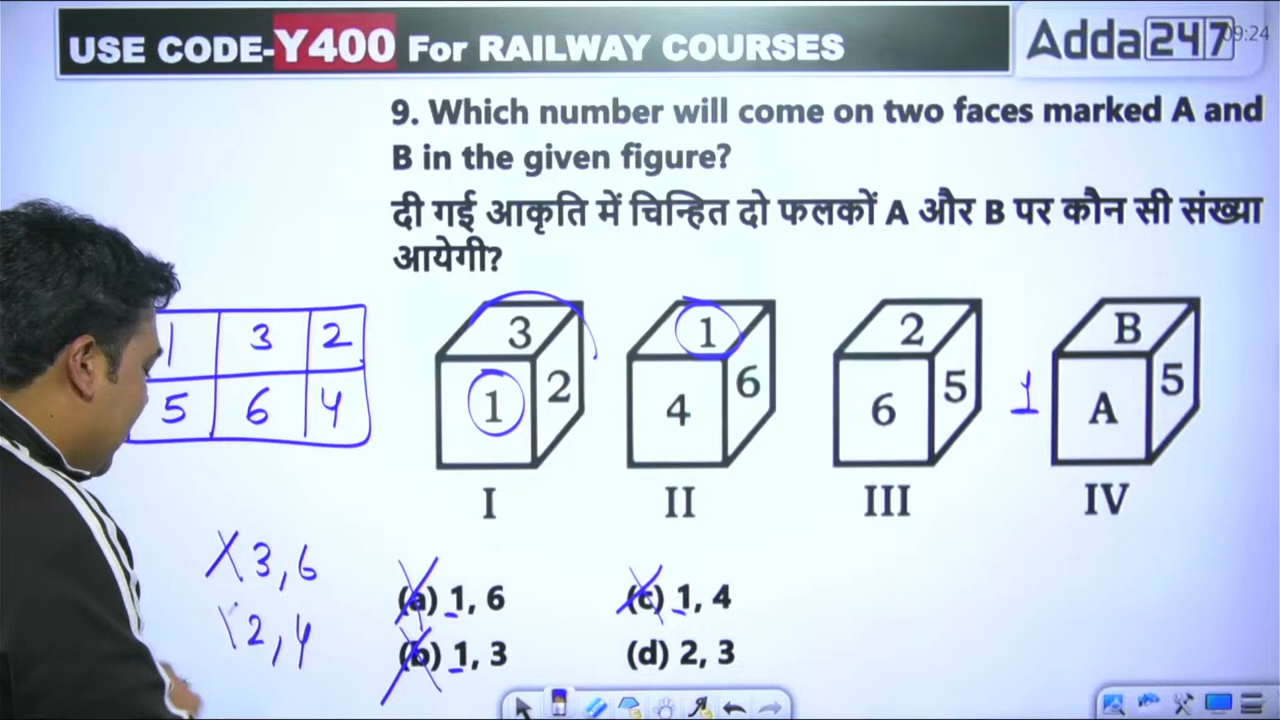 USE CODE-Y400 For RAILWAY COURSES
Adda247
09:24
9. Which number will come on two faces marked A and
B in the given figure?
दी गई आकृति में चिन्हित दो फलकों A और B पर कौन सी संख्या
आयेगी?
1 3 2
5 6 4
3 1 2
1 4 6
2 6 5
1 B A 5
I II III IV
X 3, 6
2, 4
(a) 1, 6 (c) 1, 4
(b) 1, 3 (d) 2, 3